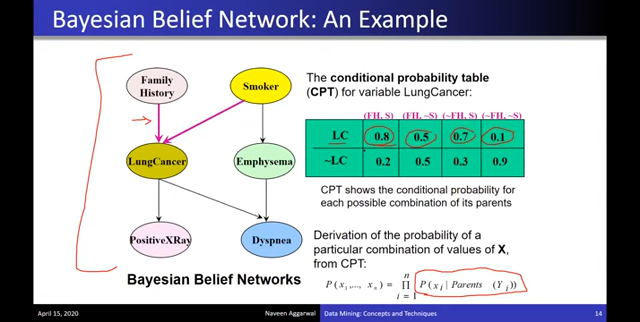 Bayesian Belief Network: An Example
Family
History
Smoker
LungCancer
Emphysema
PositiveXRay
Dyspnea
Bayesian Belief Networks
The conditional probability table
(CPT) for variable LungCancer:
(FH, S) (FH, ~S) (~FH, S) (~FH, ~S)
LC 0.8 0.5 0.7 0.1
~LC 0.2 0.5 0.3 0.9
CPT shows the conditional probability for
each possible combination of its parents
Derivation of the probability of a
particular combination of values of X,
from CPT:
P(x1,..., xn) = n ∏ i = 1 P(xi | Parents (Yi))
April 15, 2020 Naveen Aggarwal Data Mining: Concepts and Techniques 14